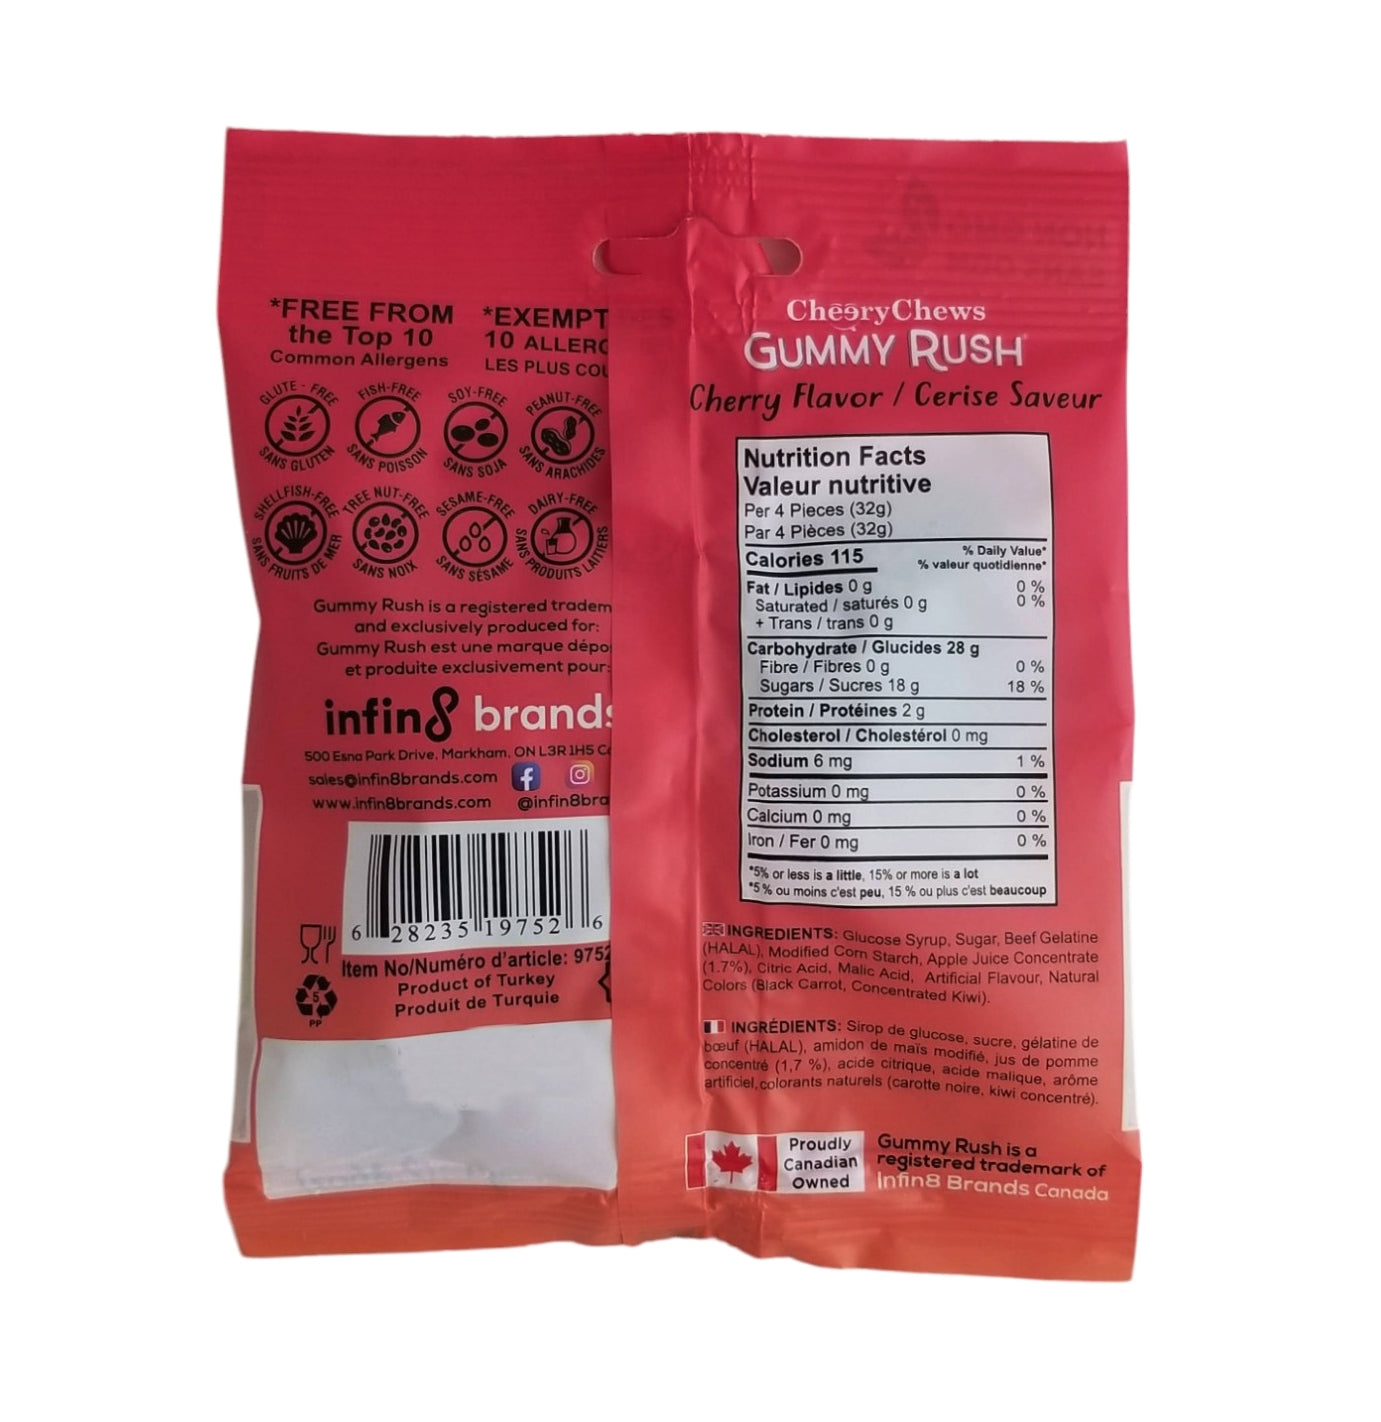 *FREE FROM
the Top 10
Common Allergens
*EXEMPT
10 ALLERG
LES PLUS COU
GLUTE - FREE
SANS GLUTEN
FISH-FREE
SANS POISSON
SOY-FREE
SANS SOJA
PEANUT-FREE
SANS ARACHIDES
SHELLFISH-FREE
SANS FRUITS DE MER
TREE NUT-FREE
SANS NOIX
SESAME-FREE
SANS SÉSAME
DAIRY-FREE
SANS PRODUITS LAITIERS
Gummy Rush is a registered tradem
and exclusively produced for:
Gummy Rush est une marque dépo
et produite exclusivement pour:
infin8 brands
500 Esna Park Drive, Markham, ON L3R 1H5 Ca
sales@infin8brands.com
www.infin8brands.com @infin8bra
6 28235 19752 6
Item No/Numéro d'article: 9752
Product of Turkey
Produit de Turquie
5
PP
CheeryChews
GUMMY RUSH
Cherry Flavor / Cerise Saveur
Nutrition Facts
Valeur nutritive
Per 4 Pieces (32g)
Par 4 Pièces (32g)
Calories 115
% Daily Value*
% valeur quotidienne*
Fat / Lipides 0 g 0 %
Saturated / saturés 0 g 0 %
+ Trans / trans 0 g
Carbohydrate / Glucides 28 g
Fibre / Fibres 0 g 0 %
Sugars / Sucres 18 g 18 %
Protein / Protéines 2 g
Cholesterol / Cholestérol 0 mg
Sodium 6 mg 1 %
Potassium 0 mg 0 %
Calcium 0 mg 0 %
Iron / Fer 0 mg 0 %
*5% or less is a little, 15% or more is a lot
*5 % ou moins c'est peu, 15 % ou plus c'est beaucoup
INGREDIENTS: Glucose Syrup, Sugar, Beef Gelatine
(HALAL), Modified Corn Starch, Apple Juice Concentrate
(1.7%), Citric Acid, Malic Acid, Artificial Flavour, Natural
Colors (Black Carrot, Concentrated Kiwi).
INGRÉDIENTS: Sirop de glucose, sucre, gélatine de
bœuf (HALAL), amidon de maïs modifié, jus de pomme
concentré (1,7 %), acide citrique, acide malique, arôme
artificiel, colorants naturels (carotte noire, kiwi concentré).
Proudly
Canadian
Owned
Gummy Rush is a
registered trademark of
Infin8 Brands Canada